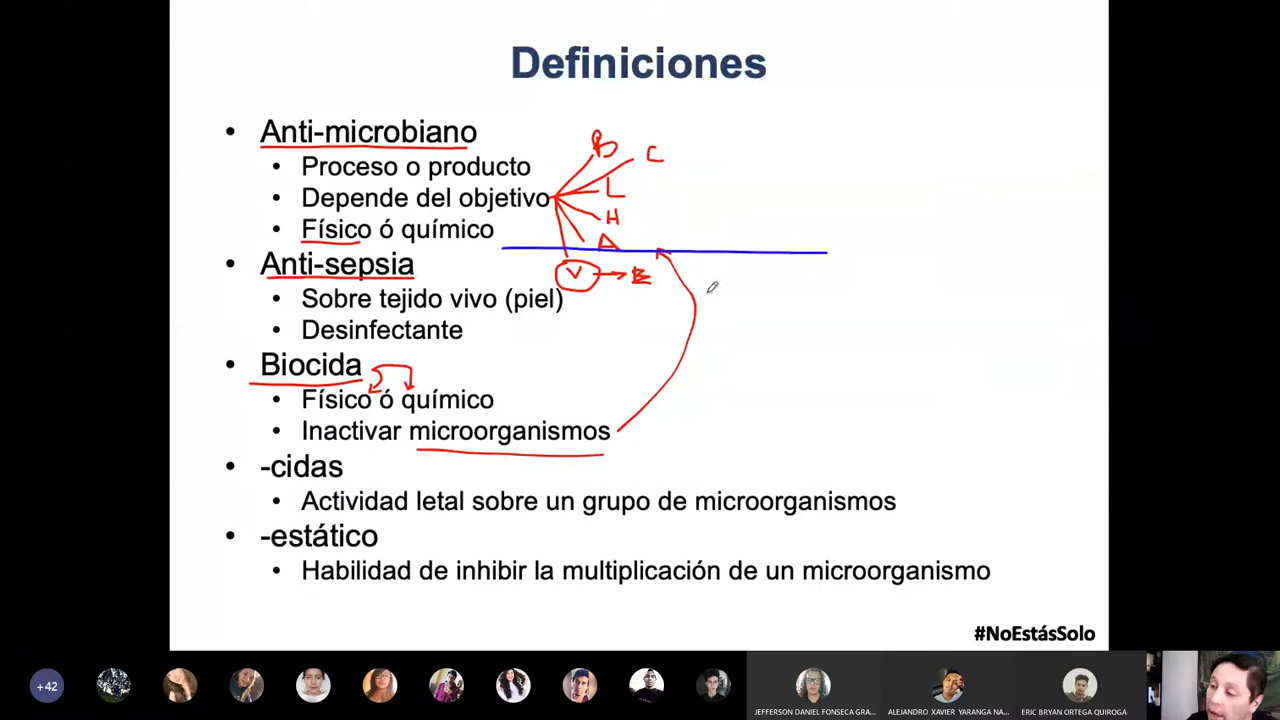 Definiciones
• Anti-microbiano
• Proceso o producto
• Depende del objetivo
• Físico ó químico
• Anti-sepsia
• Sobre tejido vivo (piel)
• Desinfectante
• Biocida
• Físico ó químico
• Inactivar microorganismos
• -cidas
• Actividad letal sobre un grupo de microorganismos
• -estático
• Habilidad de inhibir la multiplicación de un microorganismo
B
C
L
H
A
V
#NoEstásSolo
+42
JEFFERSON DANIEL FONSECA GRA...
ALEJANDRO XAVIER YARANGA NA...
ERIC BRYAN ORTEGA QUIROGA